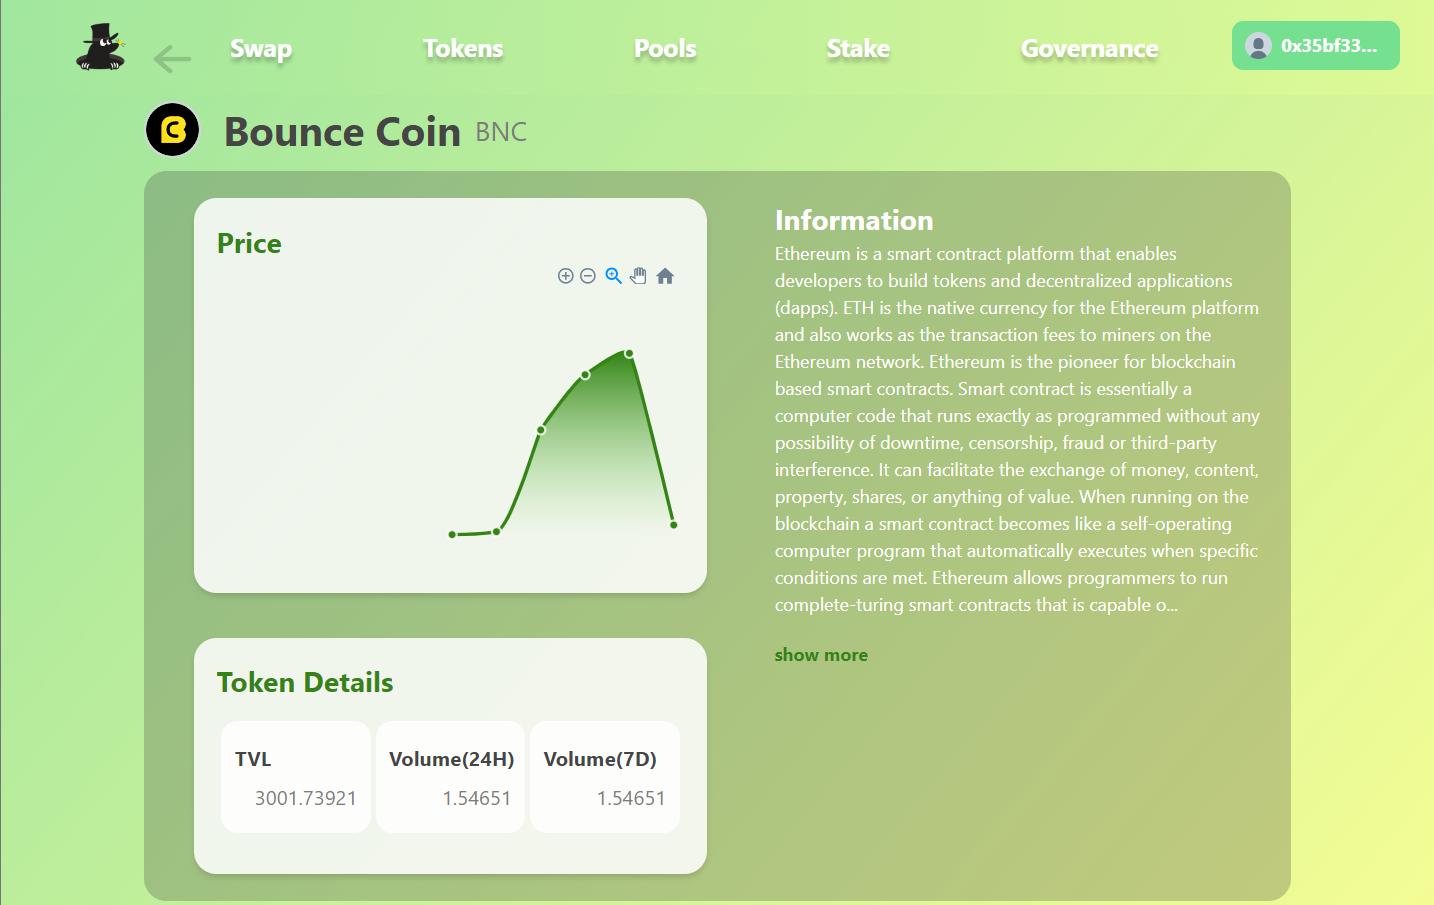 Swap
Tokens
Pools
Stake
Governance
0x35bf33...
Bounce Coin BNC
Price
Information
Ethereum is a smart contract platform that enables
developers to build tokens and decentralized applications
(dapps). ETH is the native currency for the Ethereum platform
and also works as the transaction fees to miners on the
Ethereum network. Ethereum is the pioneer for blockchain
based smart contracts. Smart contract is essentially a
computer code that runs exactly as programmed without any
possibility of downtime, censorship, fraud or third-party
interference. It can facilitate the exchange of money, content,
property, shares, or anything of value. When running on the
blockchain a smart contract becomes like a self-operating
computer program that automatically executes when specific
conditions are met. Ethereum allows programmers to run
complete-turing smart contracts that is capable o...
show more
Token Details
TVL
3001.73921
Volume(24H)
1.54651
Volume(7D)
1.54651